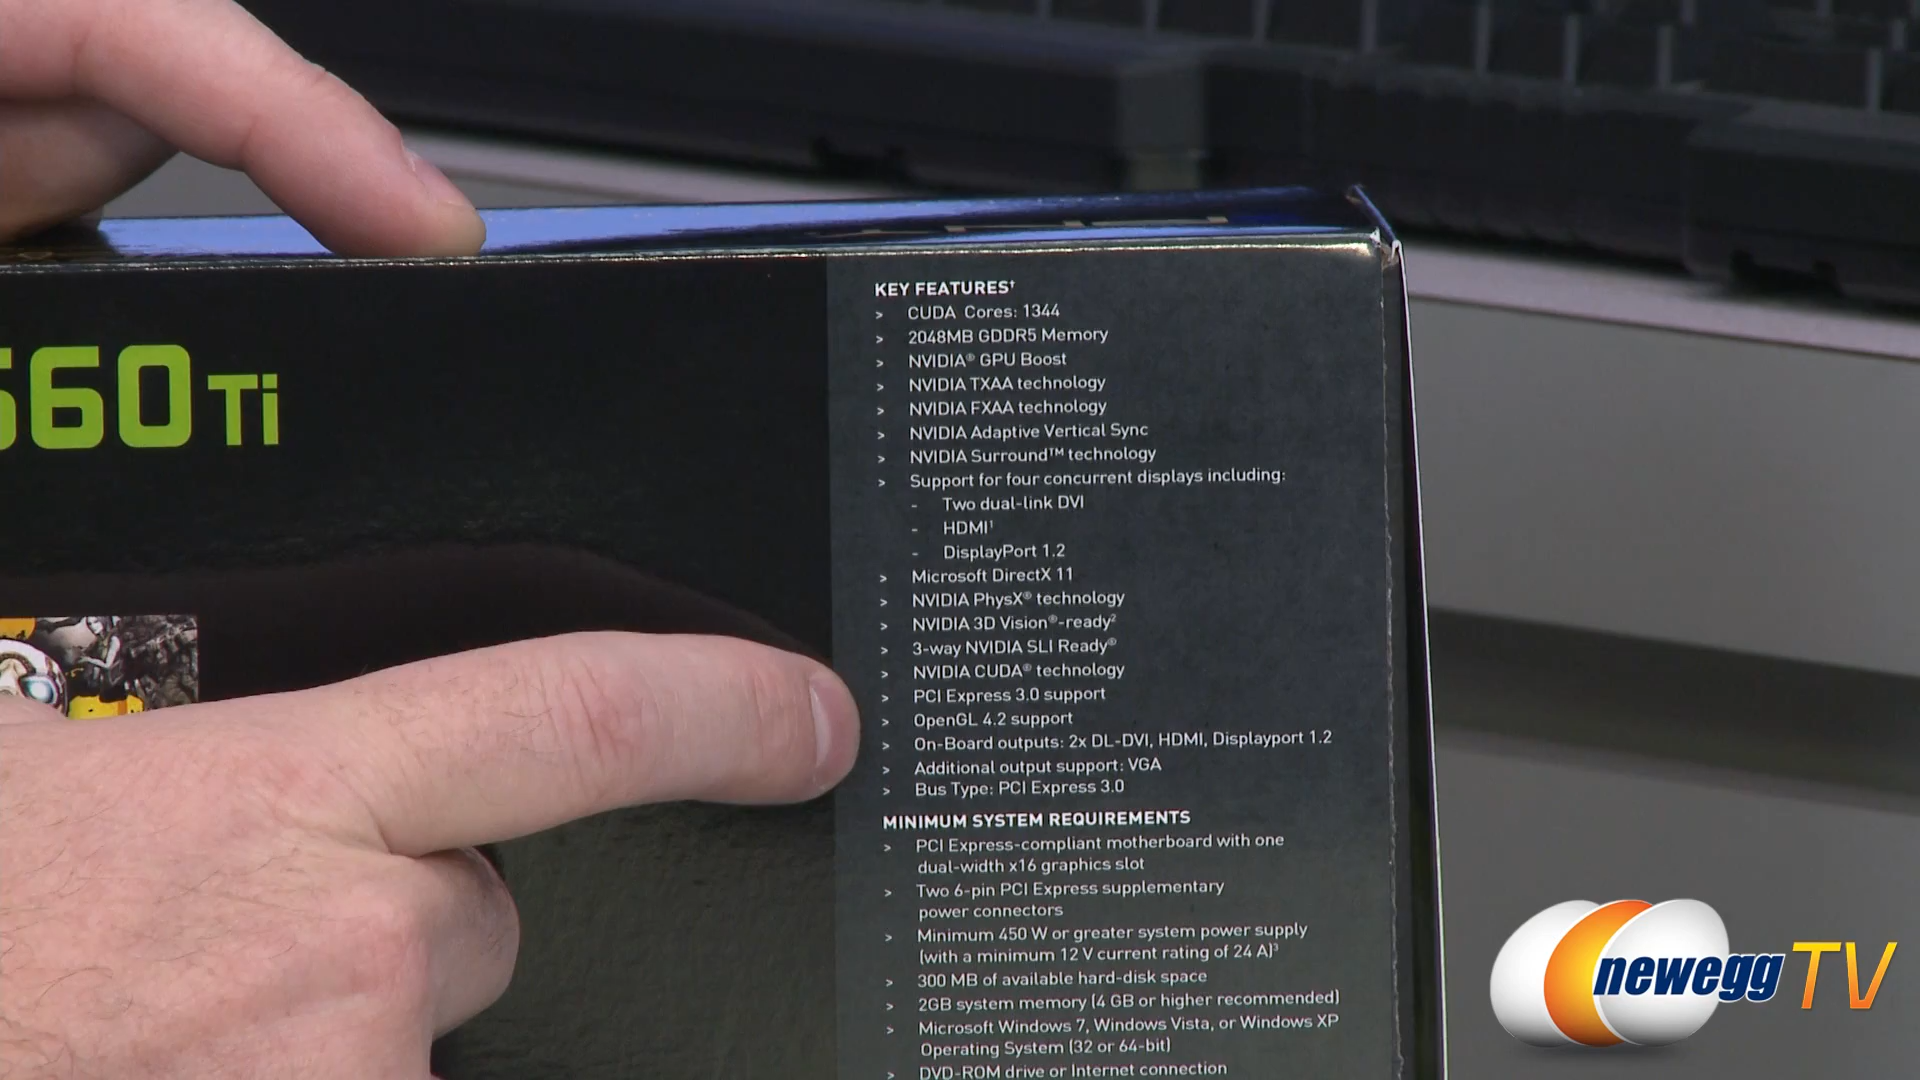 660 Ti
KEY FEATURES†
> CUDA Cores: 1344
> 2048MB GDDR5 Memory
> NVIDIA® GPU Boost
> NVIDIA TXAA technology
> NVIDIA FXAA technology
> NVIDIA Adaptive Vertical Sync
> NVIDIA Surround™ technology
> Support for four concurrent displays including:
- Two dual-link DVI
- HDMI¹
- DisplayPort 1.2
> Microsoft DirectX 11
> NVIDIA PhysX® technology
> NVIDIA 3D Vision®-ready²
> 3-way NVIDIA SLI Ready®
> NVIDIA CUDA® technology
> PCI Express 3.0 support
> OpenGL 4.2 support
> On-Board outputs: 2x DL-DVI, HDMI, Displayport 1.2
> Additional output support: VGA
> Bus Type: PCI Express 3.0
MINIMUM SYSTEM REQUIREMENTS
> PCI Express-compliant motherboard with one
dual-width x16 graphics slot
> Two 6-pin PCI Express supplementary
power connectors
> Minimum 450 W or greater system power supply
(with a minimum 12 V current rating of 24 A)³
> 300 MB of available hard-disk space
> 2GB system memory (4 GB or higher recommended)
> Microsoft Windows 7, Windows Vista, or Windows XP
Operating System (32 or 64-bit)
> DVD-ROM drive or Internet connection
newegg TV